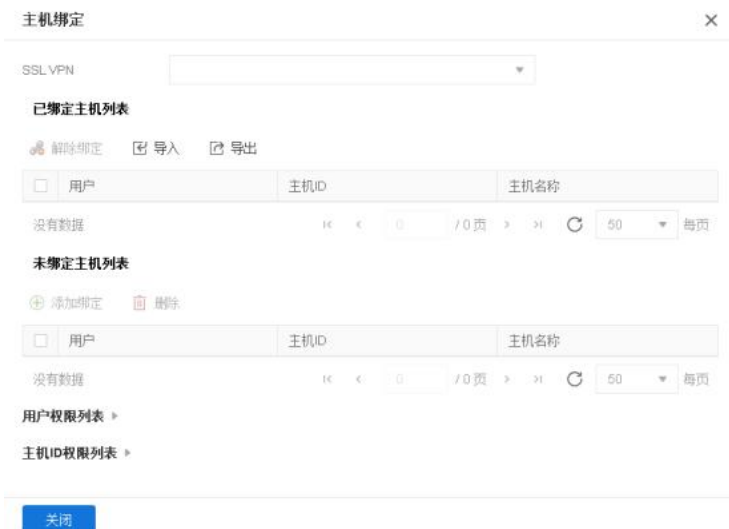 主机绑定
SSL VPN
已绑定主机列表
解除绑定 导入 导出
用户 主机ID 主机名称
没有数据 0 / 0 页 50 每页
未绑定主机列表
添加绑定 删除
用户 主机ID 主机名称
没有数据 0 / 0 页 50 每页
用户权限列表
主机ID权限列表
关闭